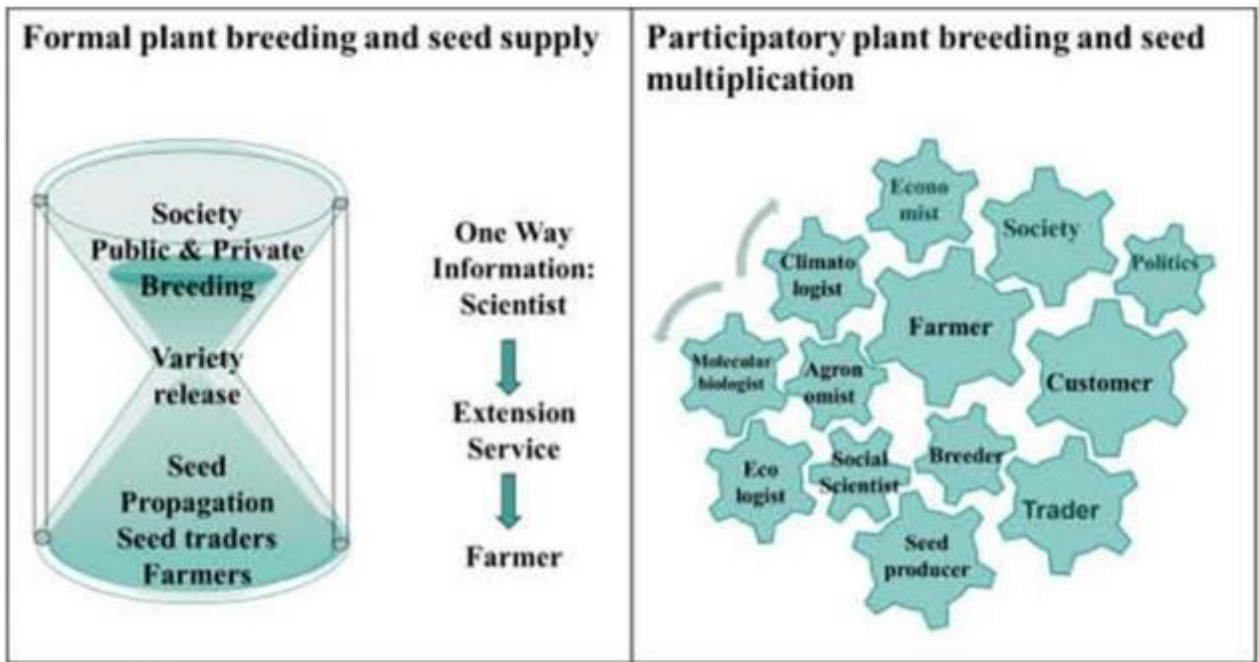 Formal plant breeding and seed supply
Society
Public & Private
Breeding
Variety
release
Seed
Propagation
Seed traders
Farmers
One Way
Information:
Scientist
Extension
Service
Farmer
Participatory plant breeding and seed
multiplication
Econo
mist
Society
Politics
Climato
logist
Farmer
Molecular
biologist
Agron
omist
Customer
Eco
logist
Social
Scientist
Breeder
Trader
Seed
producer